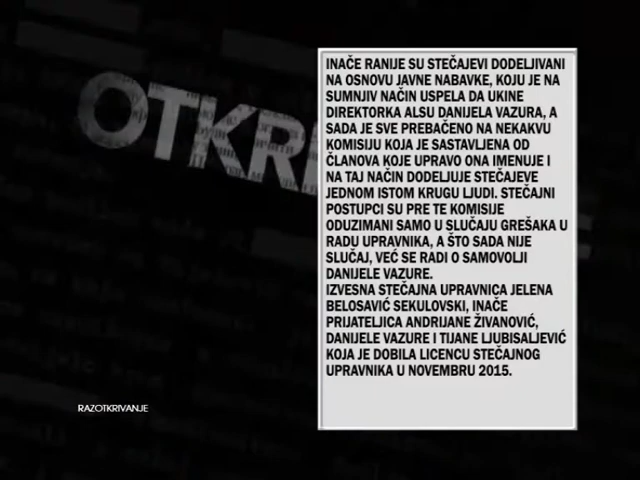 OTKRI
INAČE RANIJE SU STEČAJEVI DODELJIVANI
NA OSNOVU JAVNE NABAVKE, KOJU JE NA
SUMNJIV NAČIN USPELA DA UKINE
DIREKTORKA ALSU DANIJELA VAZURA, A
SADA JE SVE PREBAČENO NA NEKAKVU
KOMISIJU KOJA JE SASTAVLJENA OD
ČLANOVA KOJE UPRAVO ONA IMENUJE I
NA TAJ NAČIN DODELJUJE STEČAJEVE
JEDNOM ISTOM KRUGU LJUDI. STEČAJNI
POSTUPCI SU PRE TE KOMISIJE
ODUZIMANI SAMO U SLUČAJU GREŠAKA U
RADU UPRAVNIKA, A ŠTO SADA NIJE
SLUČAJ, VEĆ SE RADI O SAMOVOLJI
DANIJELE VAZURE.
IZVESNA STEČAJNA UPRAVNICA JELENA
BELOSAVIĆ SEKULOVSKI, INAČE
PRIJATELJICA ANDRIJANE ŽIVANOVIĆ,
DANIJELE VAZURE I TIJANE LJUBISALJEVIĆ
KOJA JE DOBILA LICENCU STEČAJNOG
UPRAVNIKA U NOVEMBRU 2015.
RAZOTKRIVANJE